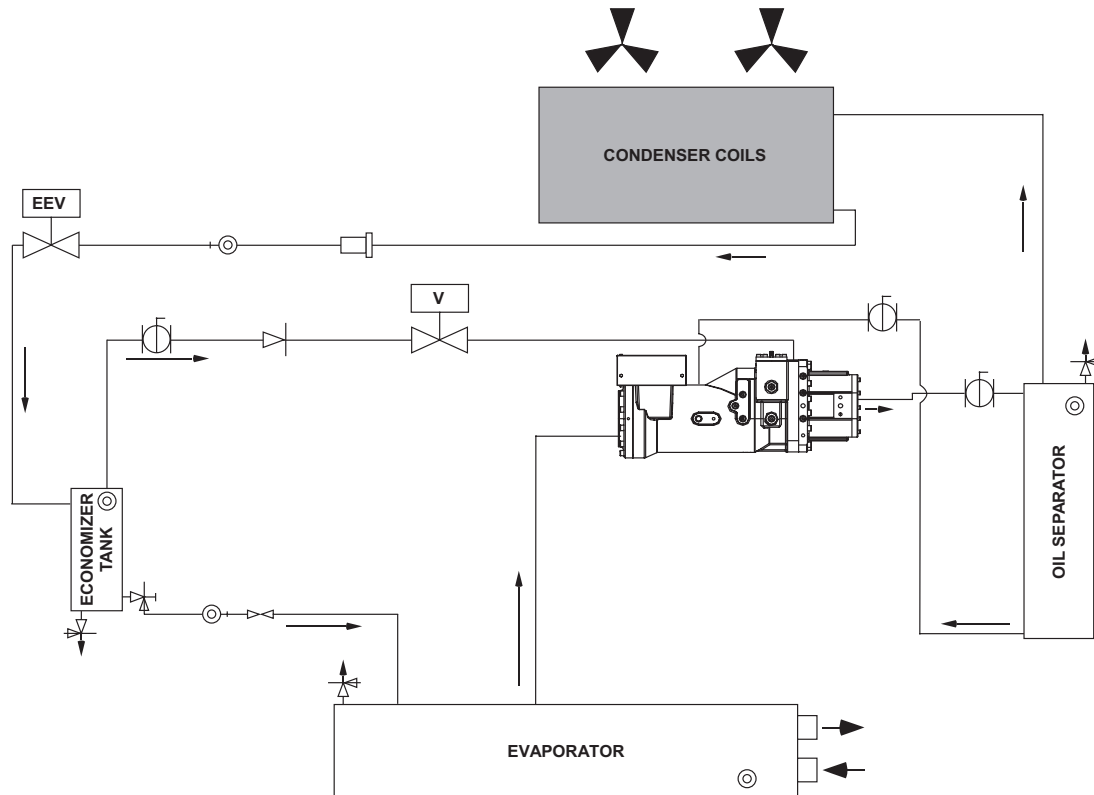 CONDENSER COILS
EEV
V
ECONOMIZER
TANK
OIL SEPARATOR
EVAPORATOR